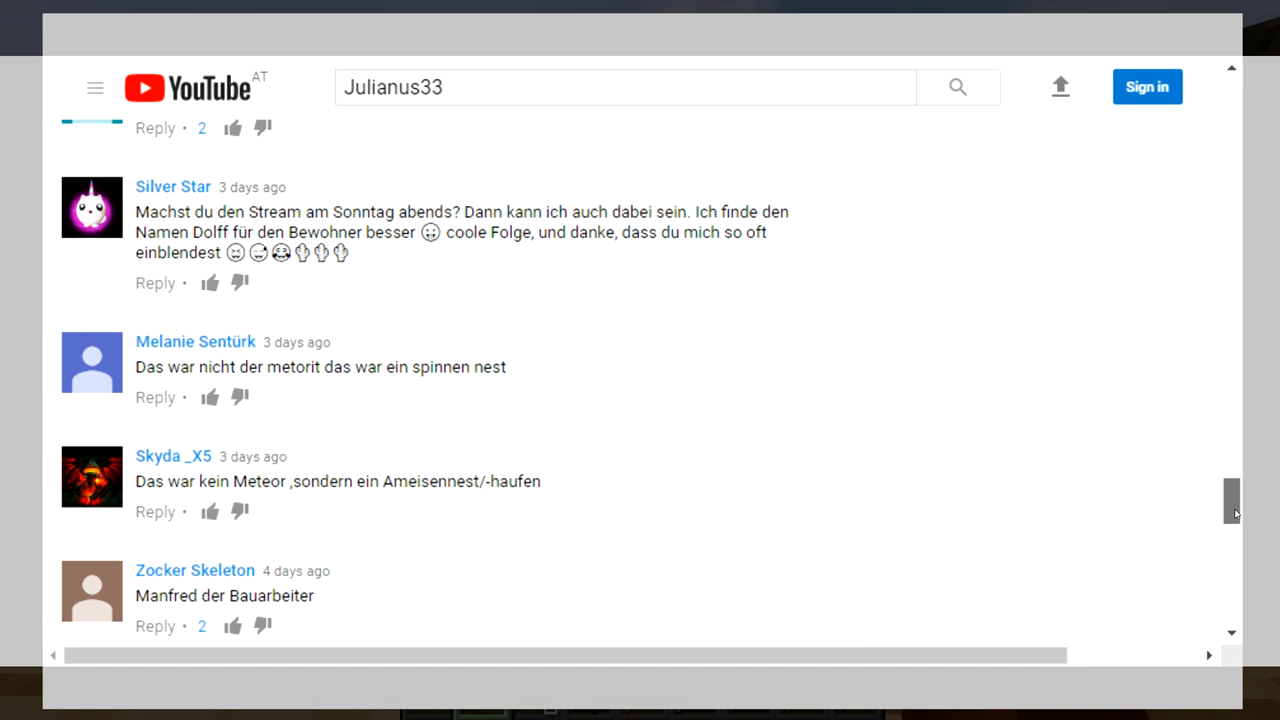 YouTube AT
Julianus33
Sign in
Reply • 2
Silver Star 3 days ago
Machst du den Stream am Sonntag abends? Dann kann ich auch dabei sein. Ich finde den
Namen Dolff für den Bewohner besser 😛 coole Folge, und danke, dass du mich so oft
einblendest
Reply •
Melanie Sentürk 3 days ago
Das war nicht der metorit das war ein spinnen nest
Reply •
Skyda _X5 3 days ago
Das war kein Meteor ,sondern ein Ameisennest/-haufen
Reply •
Zocker Skeleton 4 days ago
Manfred der Bauarbeiter
Reply • 2